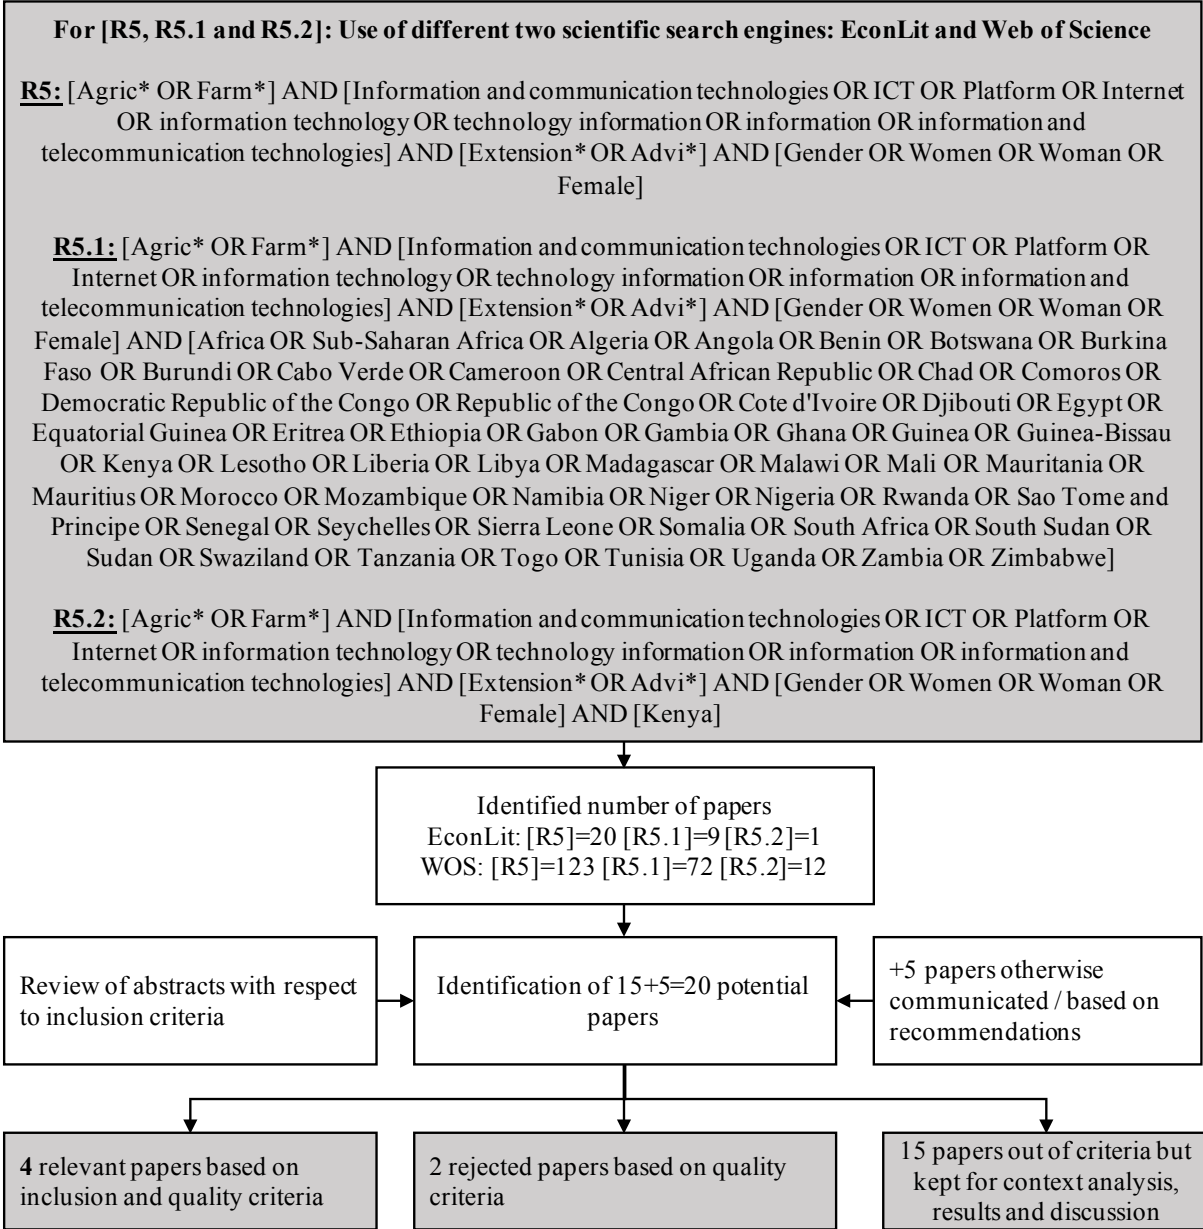 For [R5, R5.1 and R5.2]: Use of different two scientific search engines: EconLit and Web of Science
R5: [Agric* OR Farm*] AND [Information and communication technologies OR ICT OR Platform OR Internet
OR information technology OR technology information OR information OR information and
telecommunication technologies] AND [Extension* OR Advi*] AND [Gender OR Women OR Woman OR
Female]
R5.1: [Agric* OR Farm*] AND [Information and communication technologies OR ICT OR Platform OR
Internet OR information technology OR technology information OR information OR information and
telecommunication technologies] AND [Extension* OR Advi*] AND [Gender OR Women OR Woman OR
Female] AND [Africa OR Sub-Saharan Africa OR Algeria OR Angola OR Benin OR Botswana OR Burkina
Faso OR Burundi OR Cabo Verde OR Cameroon OR Central African Republic OR Chad OR Comoros OR
Democratic Republic of the Congo OR Republic of the Congo OR Cote d'Ivoire OR Djibouti OR Egypt OR
Equatorial Guinea OR Eritrea OR Ethiopia OR Gabon OR Gambia OR Ghana OR Guinea OR Guinea-Bissau
OR Kenya OR Lesotho OR Liberia OR Libya OR Madagascar OR Malawi OR Mali OR Mauritania OR
Mauritius OR Morocco OR Mozambique OR Namibia OR Niger OR Nigeria OR Rwanda OR Sao Tome and
Principe OR Senegal OR Seychelles OR Sierra Leone OR Somalia OR South Africa OR South Sudan OR
Sudan OR Swaziland OR Tanzania OR Togo OR Tunisia OR Uganda OR Zambia OR Zimbabwe]
R5.2: [Agric* OR Farm*] AND [Information and communication technologies OR ICT OR Platform OR
Internet OR information technology OR technology information OR information OR information and
telecommunication technologies] AND [Extension* OR Advi*] AND [Gender OR Women OR Woman OR
Female] AND [Kenya]
Identified number of papers
EconLit: [R5]=20 [R5.1]=9 [R5.2]=1
WOS: [R5]=123 [R5.1]=72 [R5.2]=12
Review of abstracts with respect
to inclusion criteria
Identification of 15+5=20 potential
papers
+5 papers otherwise
communicated / based on
recommendations
4 relevant papers based on
inclusion and quality criteria
2 rejected papers based on quality
criteria
15 papers out of criteria but
kept for context analysis,
results and discussion